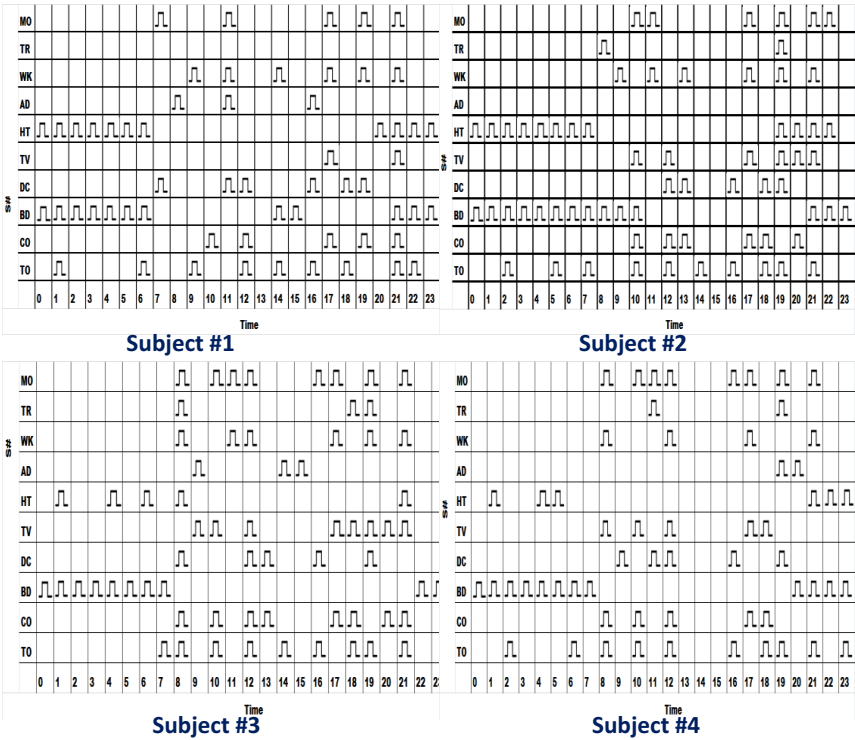 MO
TR
WK
AD
HT
TV
DC
BD
CO
TO
S#
0 1 2 3 4 5 6 7 8 9 10 11 12 13 14 15 16 17 18 19 20 21 22 23
Time
Subject #1
MO
TR
WK
AD
HT
TV
DC
BD
CO
TO
S#
0 1 2 3 4 5 6 7 8 9 10 11 12 13 14 15 16 17 18 19 20 21 22 23
Time
Subject #2
MO
TR
WK
AD
HT
TV
DC
BD
CO
TO
S#
0 1 2 3 4 5 6 7 8 9 10 11 12 13 14 15 16 17 18 19 20 21 22
Time
Subject #3
MO
TR
WK
AD
HT
TV
DC
BD
CO
TO
S#
0 1 2 3 4 5 6 7 8 9 10 11 12 13 14 15 16 17 18 19 20 21 22 23
Time
Subject #4